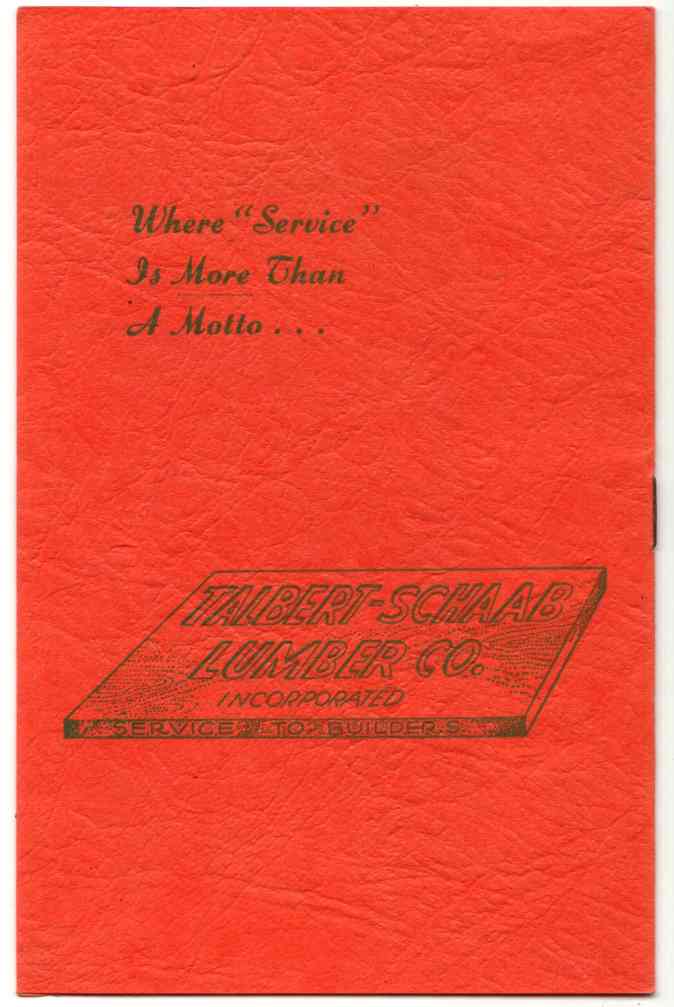 Where “Service”
Is More Than
A Motto . . .
TALBERT-SCHAAB
LUMBER CO.
INCORPORATED
SERVICE TO BUILDERS